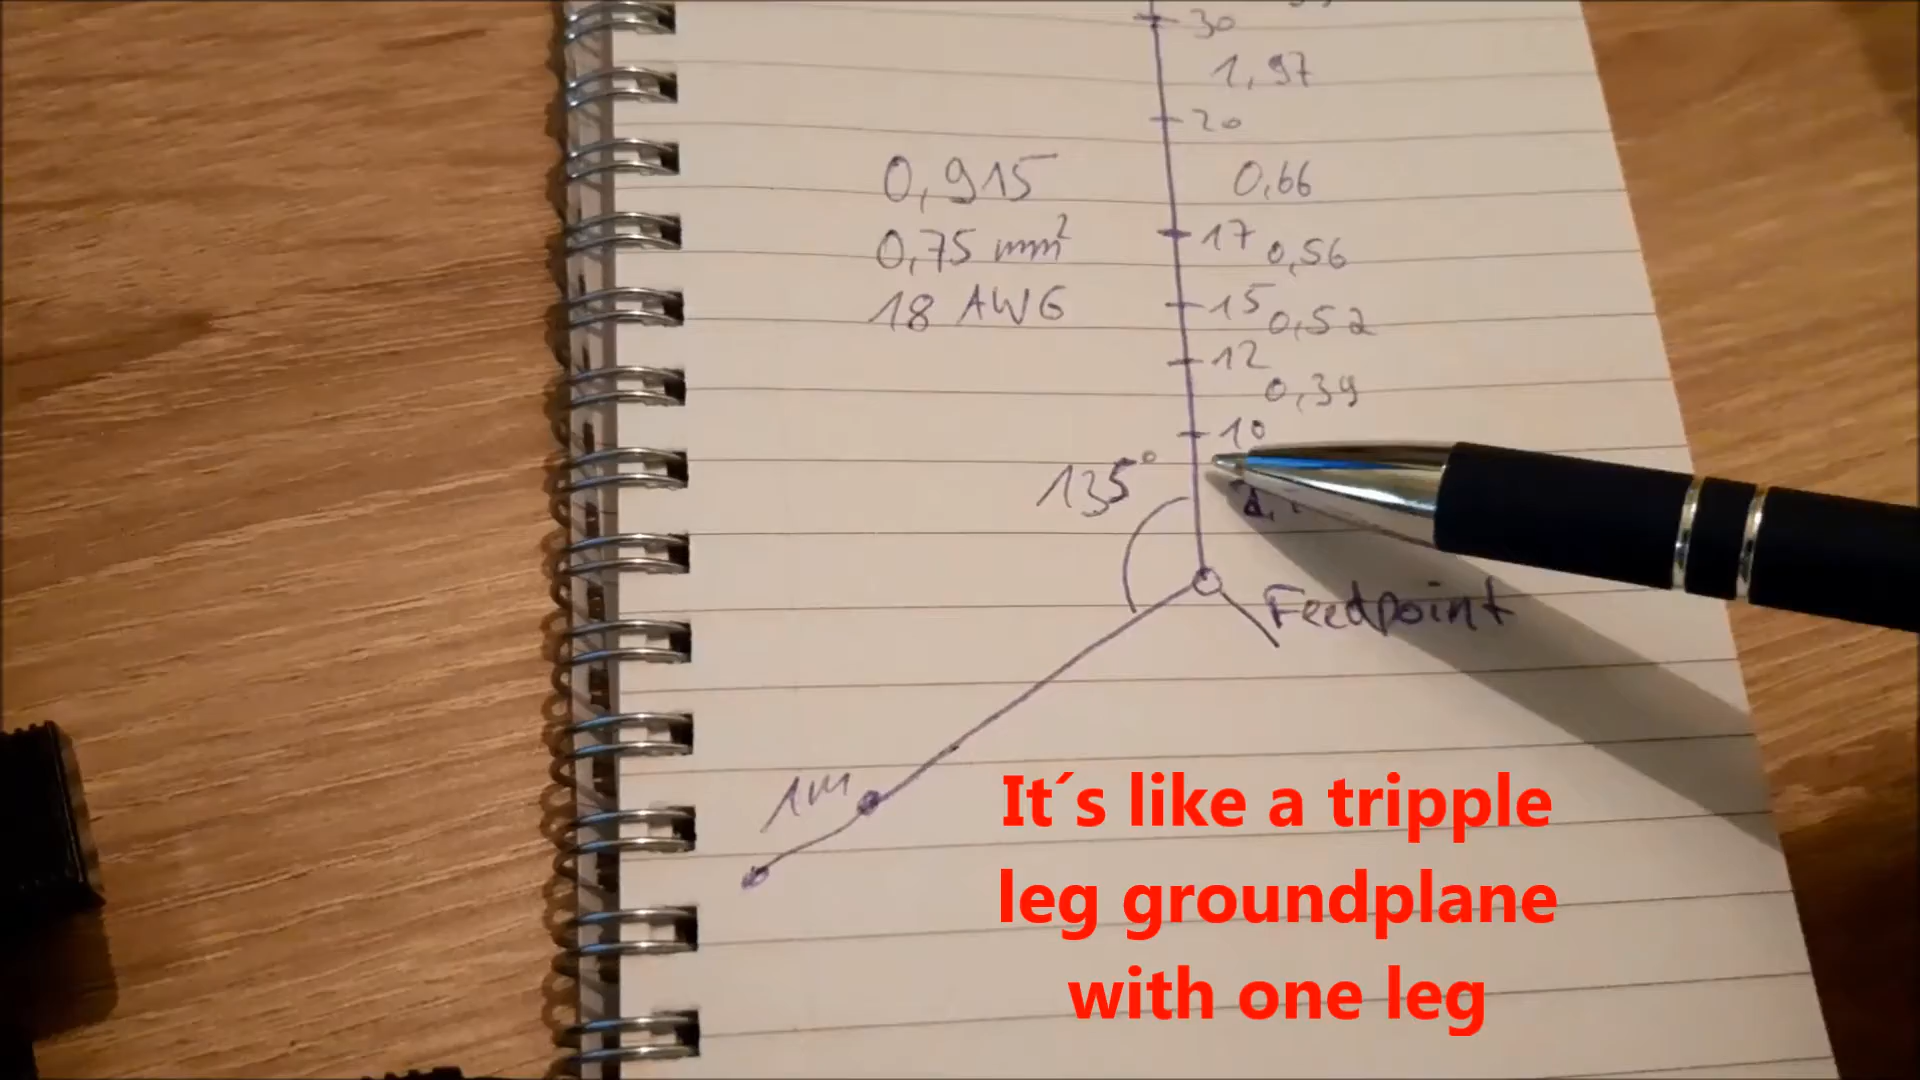 30
1,97
20
0,915
0,66
0,75 mm²
17
0,56
18 AWG
15
0,52
12
0,39
10
135°
Feedpoint
1m
It´s like a tripple
leg groundplane
with one leg